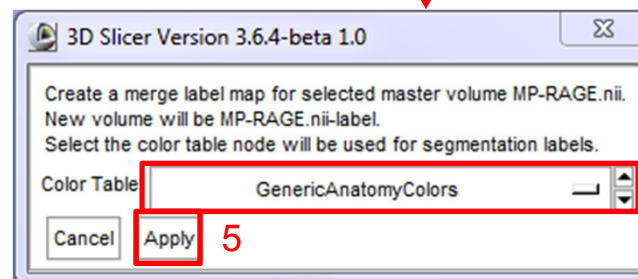 3D Slicer Version 3.6.4-beta 1.0
Create a merge label map for selected master volume MP-RAGE.nii.
New volume will be MP-RAGE.nii-label.
Select the color table node will be used for segmentation labels.
Color Table GenericAnatomyColors
Cancel Apply 5